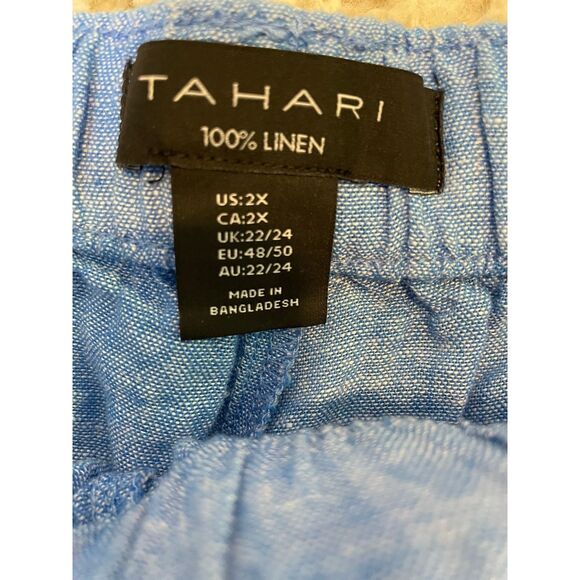 TAHARI
100% LINEN
US:2X
CA:2X
UK:22/24
EU:48/50
AU:22/24
MADE IN
BANGLADESH